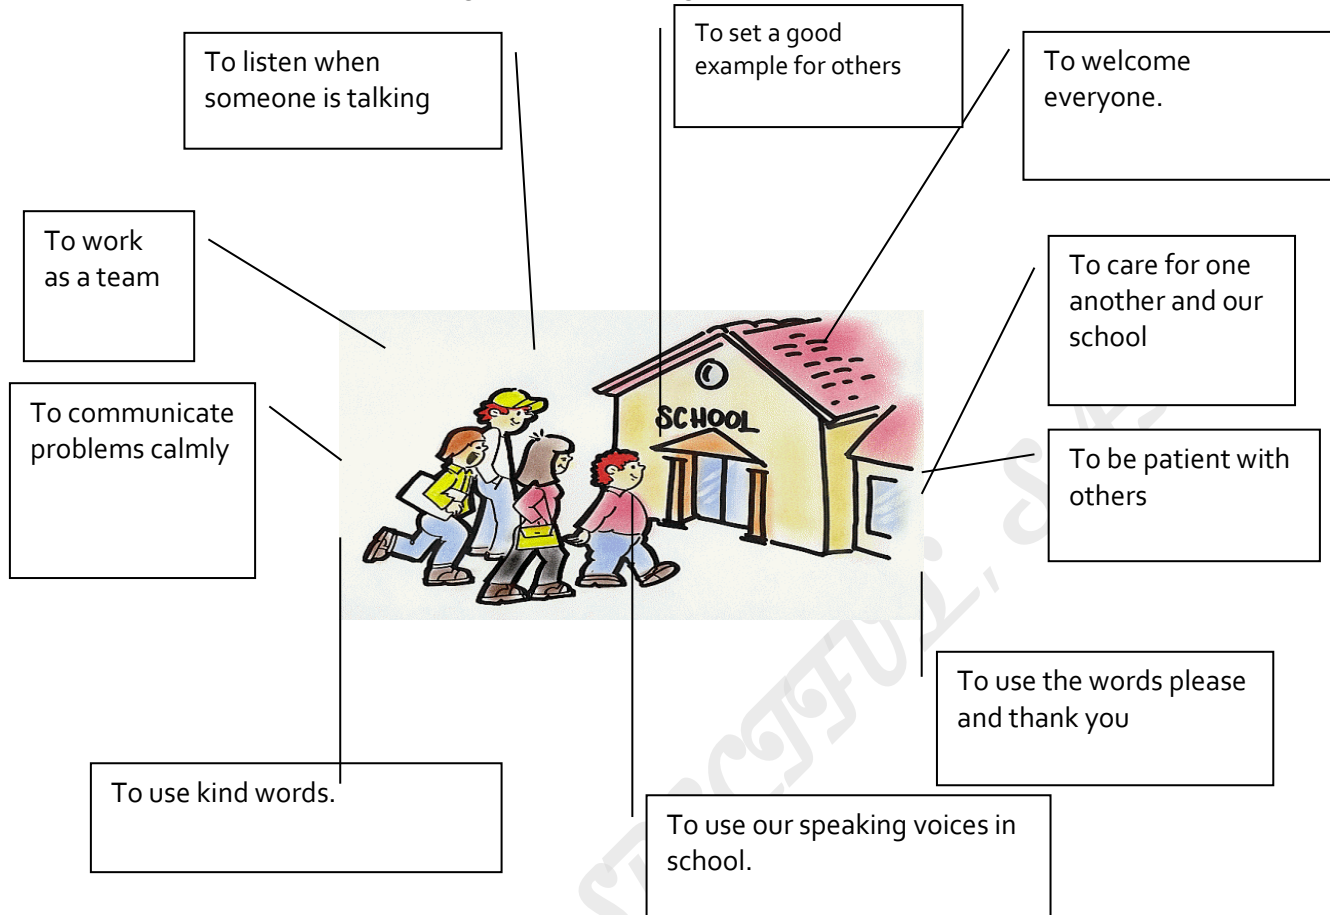 To set a good
example for others
To listen when
someone is talking
To welcome
everyone.
To work
as a team
To care for one
another and our
school
To communicate
problems calmly
SCHOOL
To be patient with
others
To use the words please
and thank you
To use kind words.
To use our speaking voices in
school.